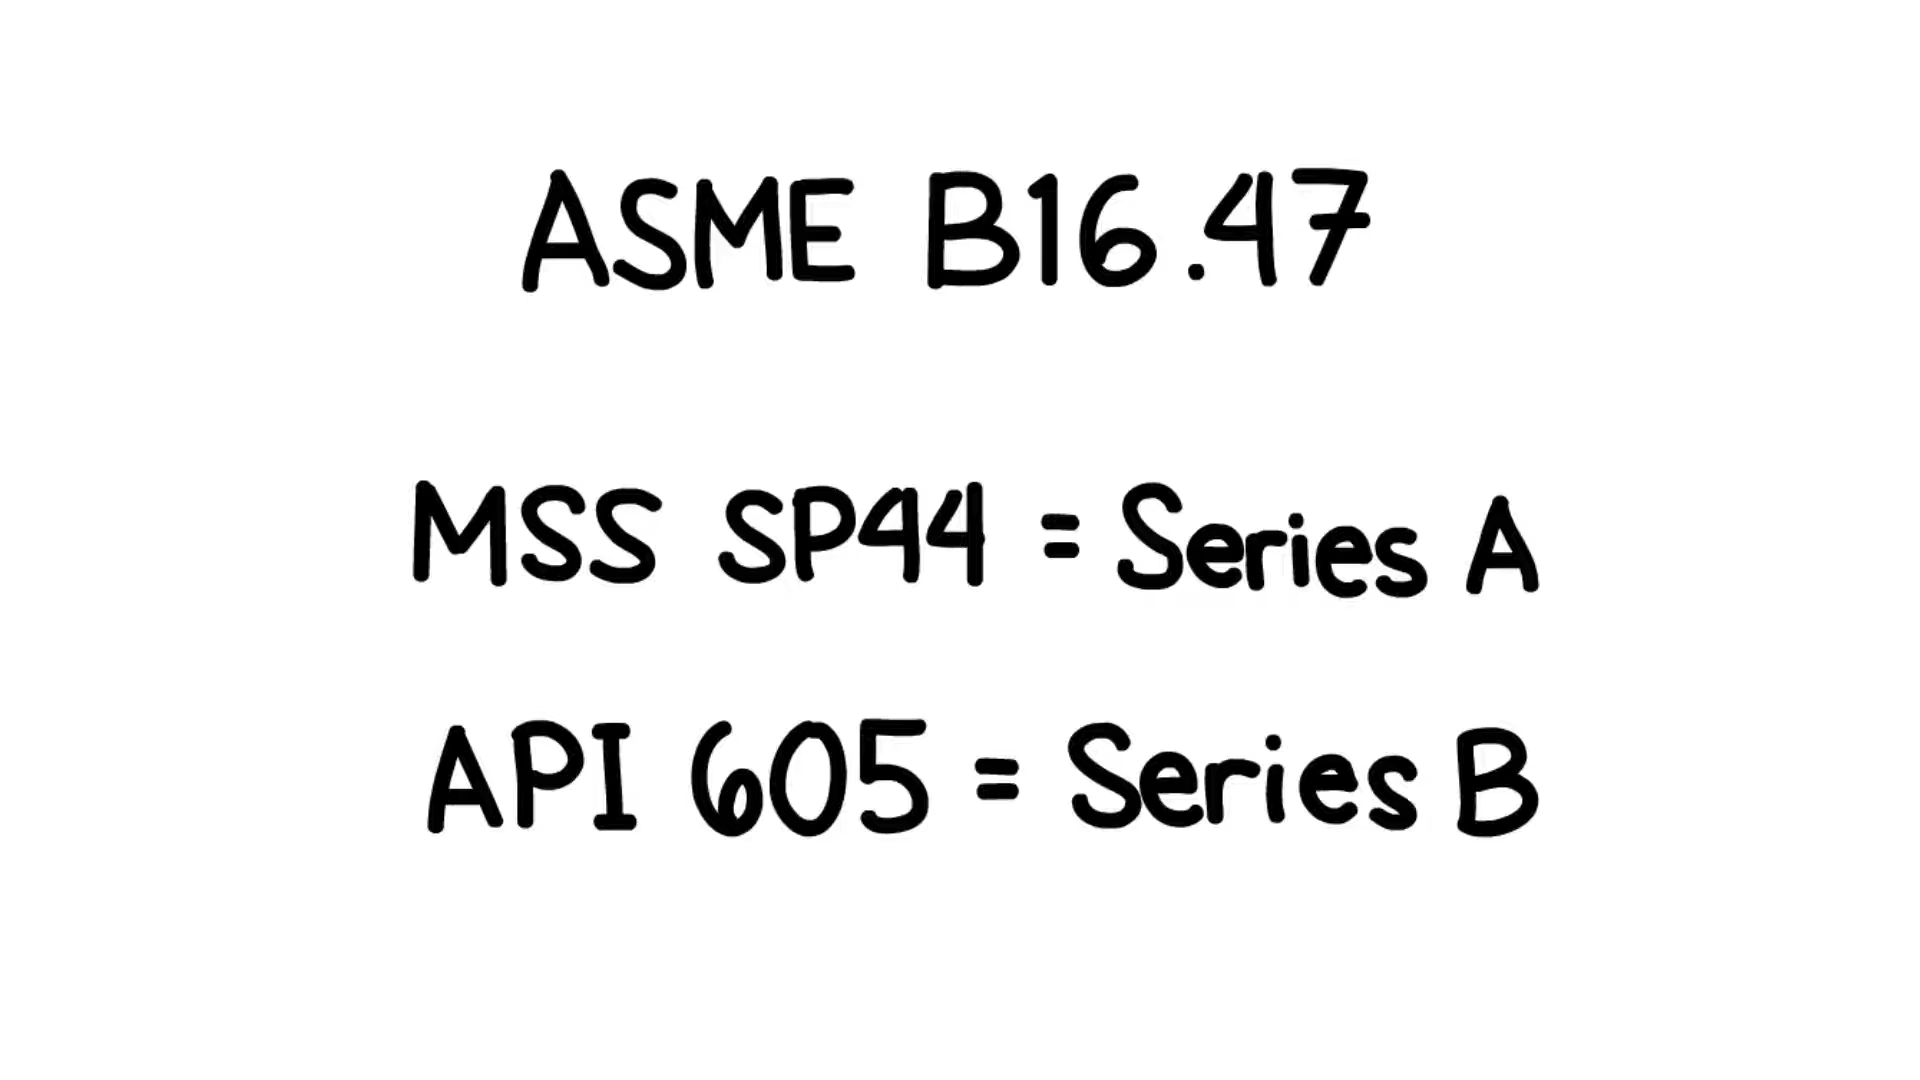 ASME B16.47
MSS SP44 = Series A
API 605 = Series B